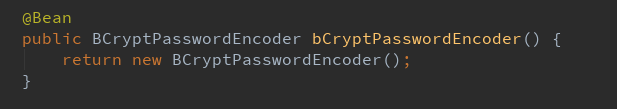 @Bean
public BCryptPasswordEncoder bCryptPasswordEncoder() {
    return new BCryptPasswordEncoder();
}